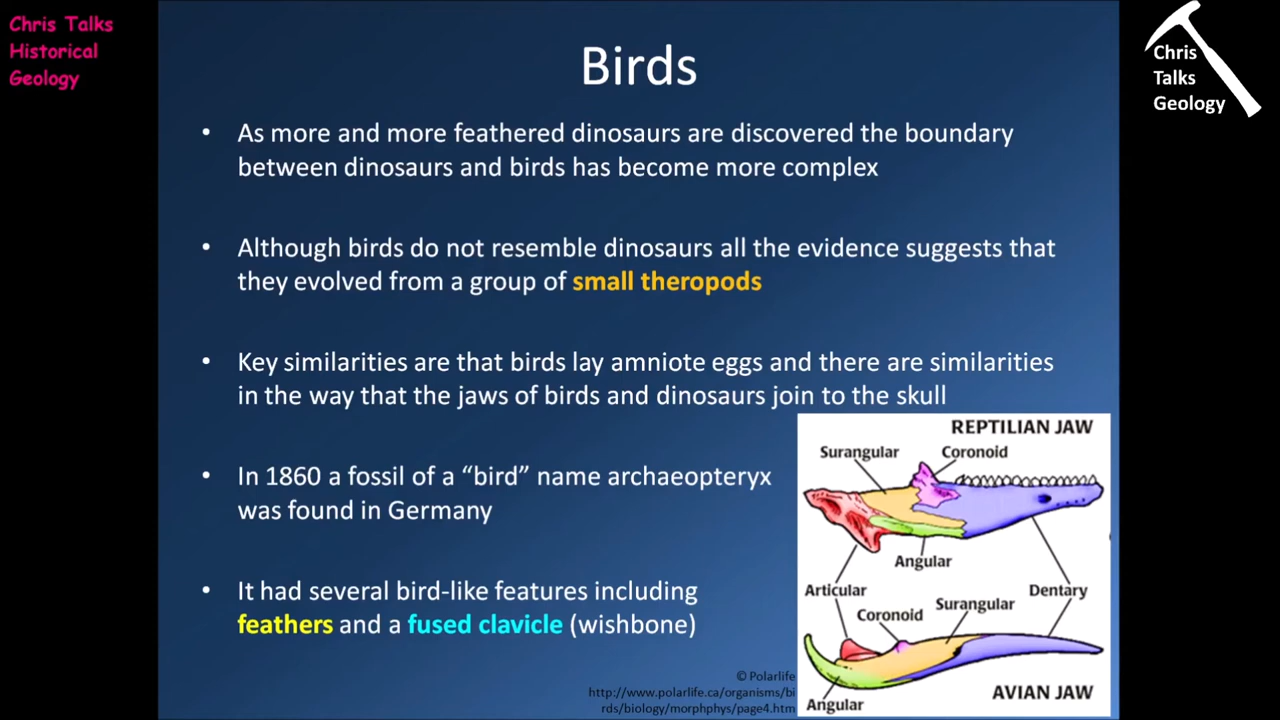 Chris Talks
Historical
Geology
Chris
Talks
Geology
Birds
• As more and more feathered dinosaurs are discovered the boundary
between dinosaurs and birds has become more complex
• Although birds do not resemble dinosaurs all the evidence suggests that
they evolved from a group of small theropods
• Key similarities are that birds lay amniote eggs and there are similarities
in the way that the jaws of birds and dinosaurs join to the skull
• In 1860 a fossil of a “bird” name archaeopteryx
was found in Germany
• It had several bird-like features including
feathers and a fused clavicle (wishbone)
REPTILIAN JAW
Surangular
Coronoid
Angular
Articular
Dentary
Coronoid
Surangular
Angular
AVIAN JAW
© Polarlife
http://www.polarlife.ca/organisms/bi
rds/biology/morphphys/page4.htm